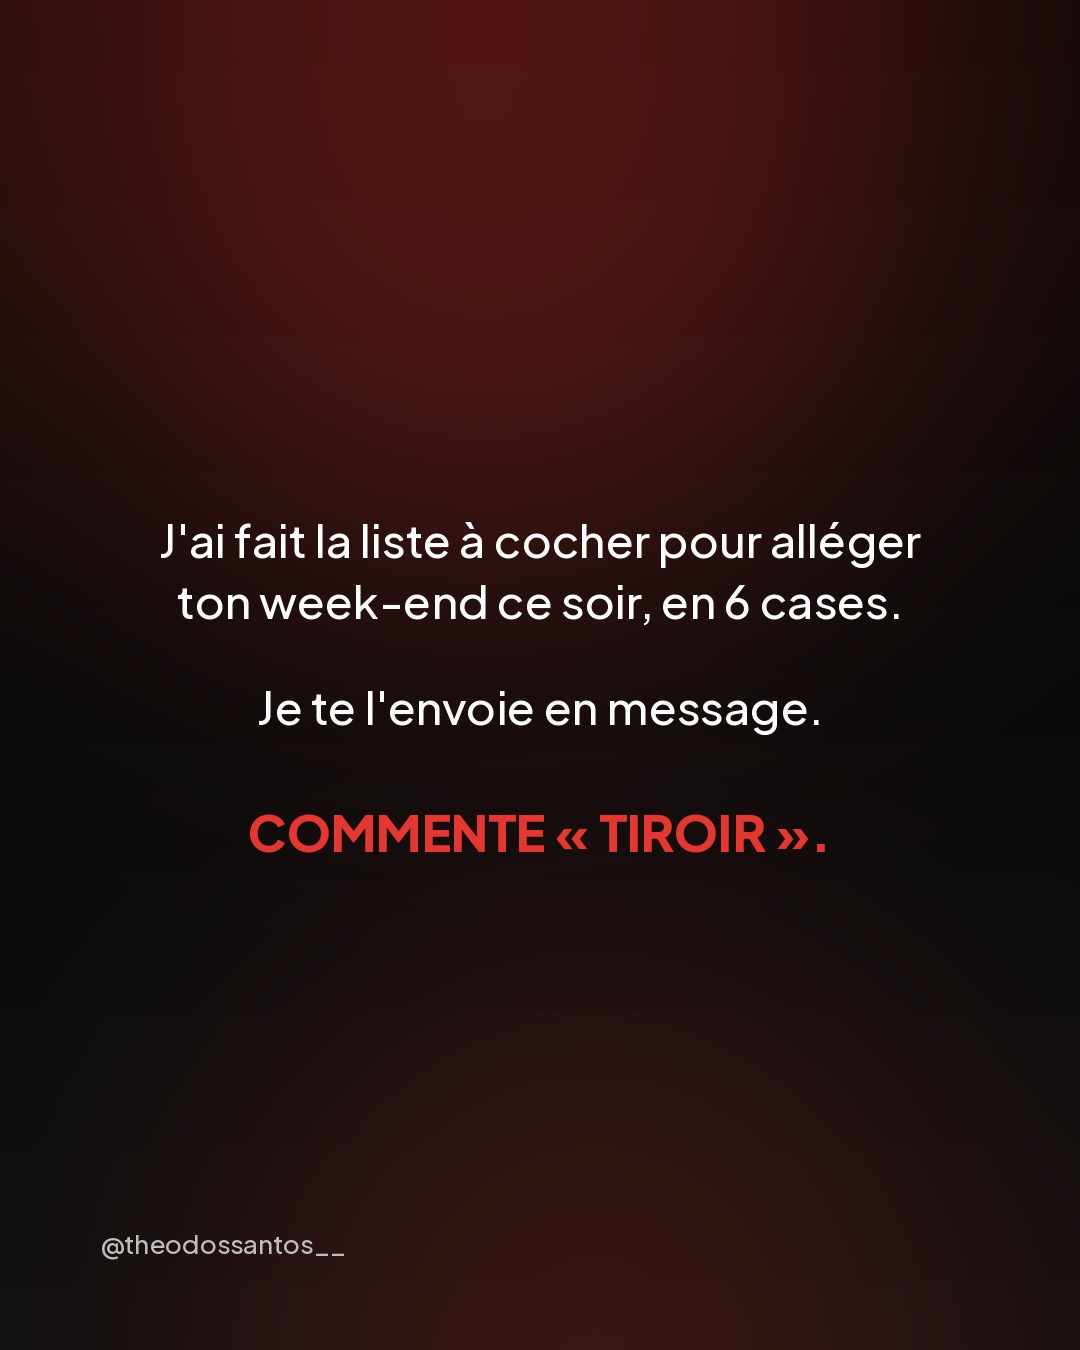 J'ai fait la liste à cocher pour alléger
ton week-end ce soir, en 6 cases.
Je te l'envoie en message.
COMMENTE « TIROIR ».
@theodossantos__